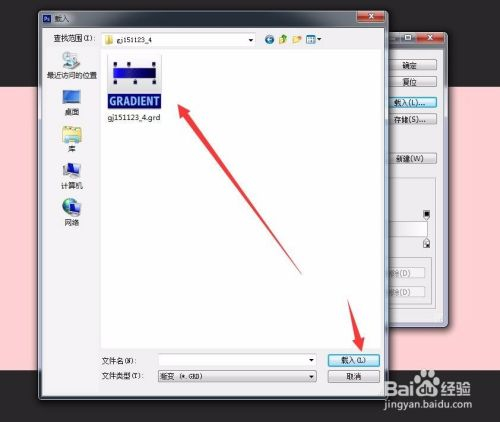 载入
查找范围(I):
gj151123_4
最近访问的位置
桌面
库
计算机
网络
GRADIENT
gj151123_4.grd
文件名(N):
载入(L)
文件类型(T):
渐变 (*.GRD)
取消
确定
复位
载入(L)...
存储(S)...
新建(W)
除(D)
除(D)
Baidu经验
jingyan.baidu.com